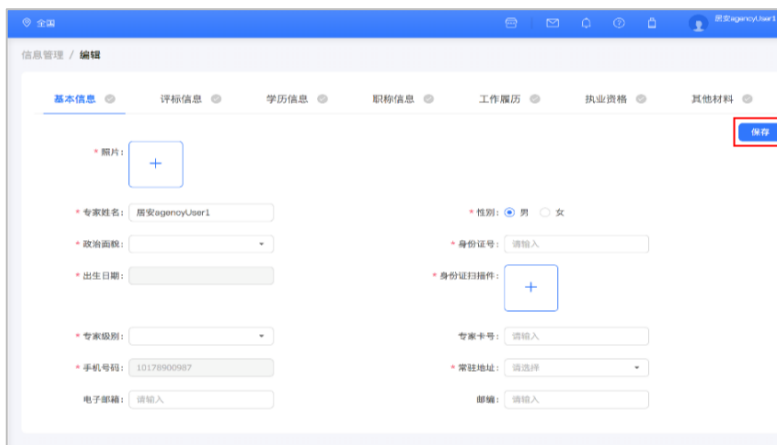 全国
居安agencyUser1
信息管理 / 编辑
基本信息 评标信息 学历信息 职称信息 工作履历 执业资格 其他材料
保存
* 照片:
* 专家姓名: 居安agencyUser1 * 性别: 男 女
* 政治面貌: * 身份证号: 请输入
* 出生日期: * 身份证扫描件:
* 专家级别: 专家卡号: 请输入
* 手机号码: 10178900987 * 常驻地址: 请选择
电子邮箱: 请输入 邮编: 请输入